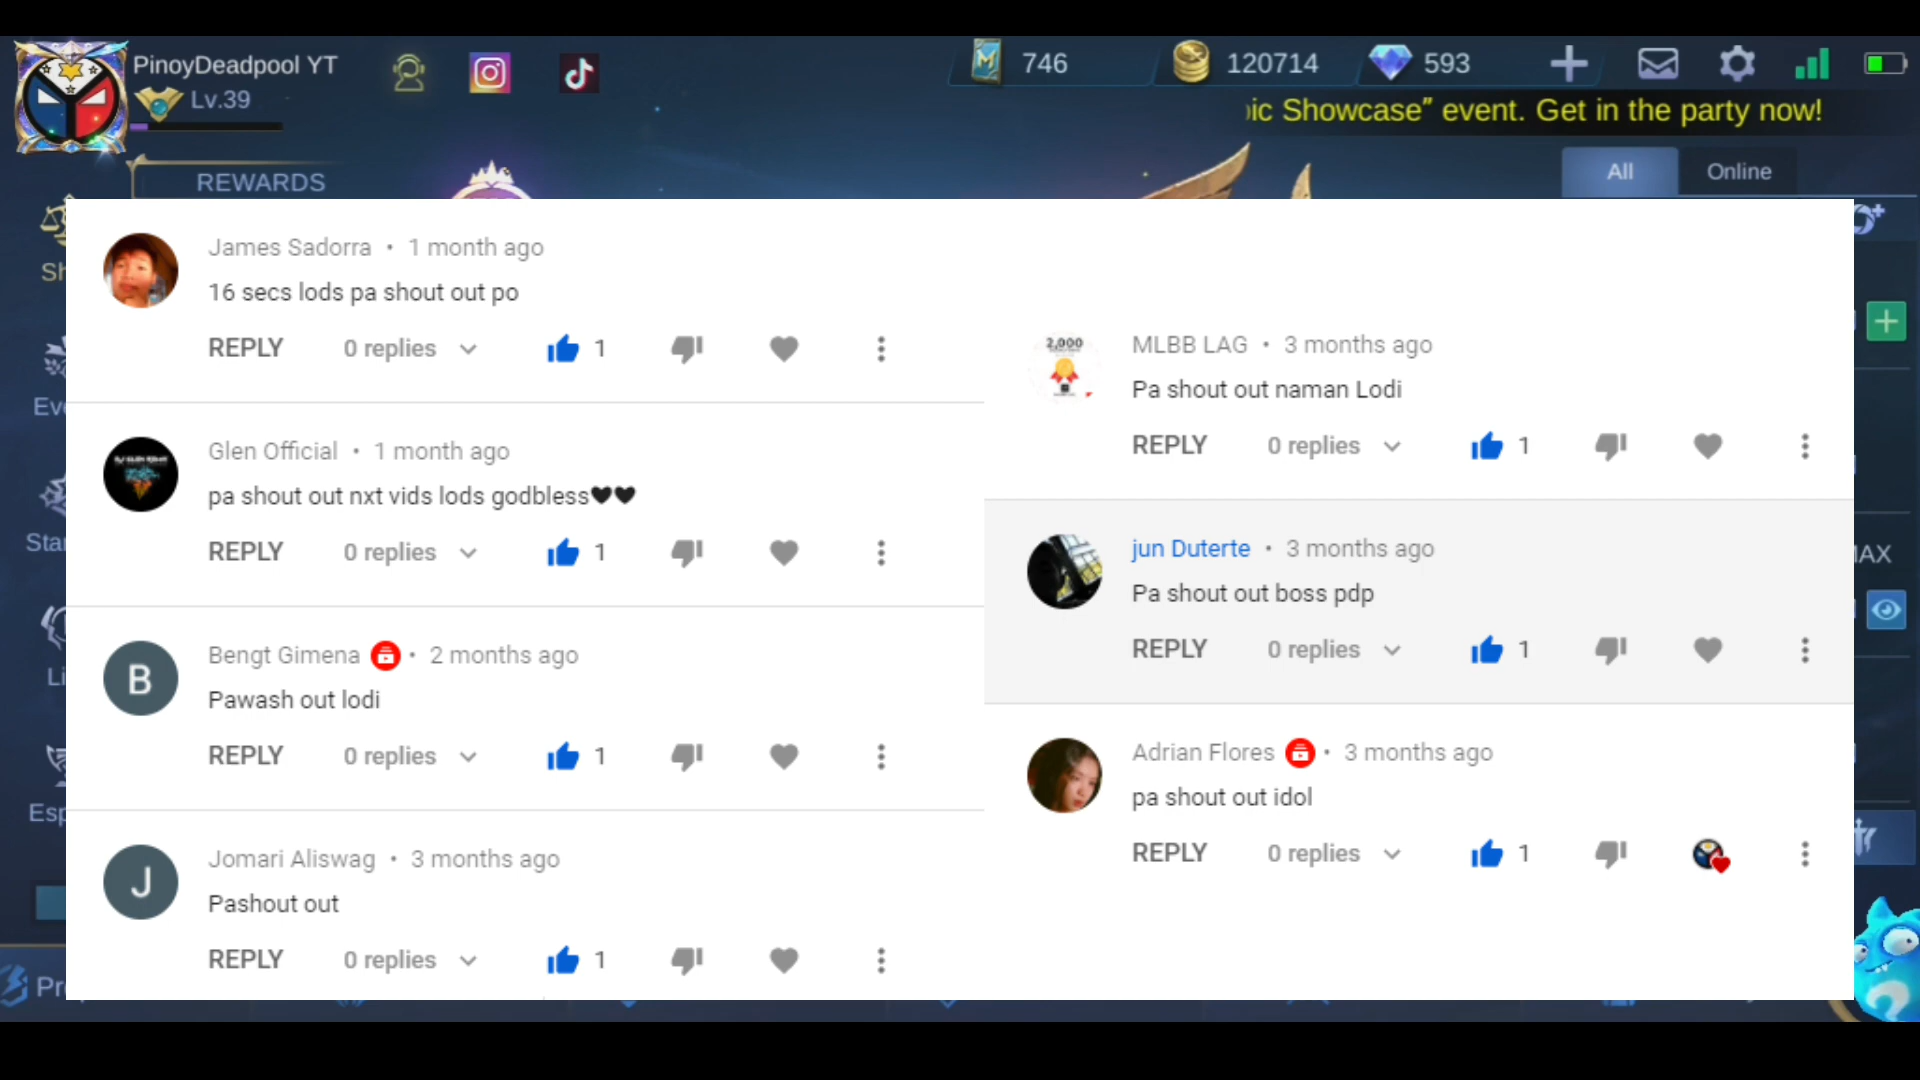 PinoyDeadpool YT
Lv.39
746
120714
593
ic Showcase" event. Get in the party now!
REWARDS
All
Online
James Sadorra • 1 month ago
16 secs lods pa shout out po
REPLY 0 replies 1
Glen Official • 1 month ago
pa shout out nxt vids lods godbless🖤🖤
REPLY 0 replies 1
Bengt Gimena • 2 months ago
Pawash out lodi
REPLY 0 replies 1
Jomari Aliswag • 3 months ago
Pashout out
REPLY 0 replies 1
MLBB LAG • 3 months ago
Pa shout out naman Lodi
REPLY 0 replies 1
jun Duterte • 3 months ago
Pa shout out boss pdp
REPLY 0 replies 1
Adrian Flores • 3 months ago
pa shout out idol
REPLY 0 replies 1
2,000
B
J